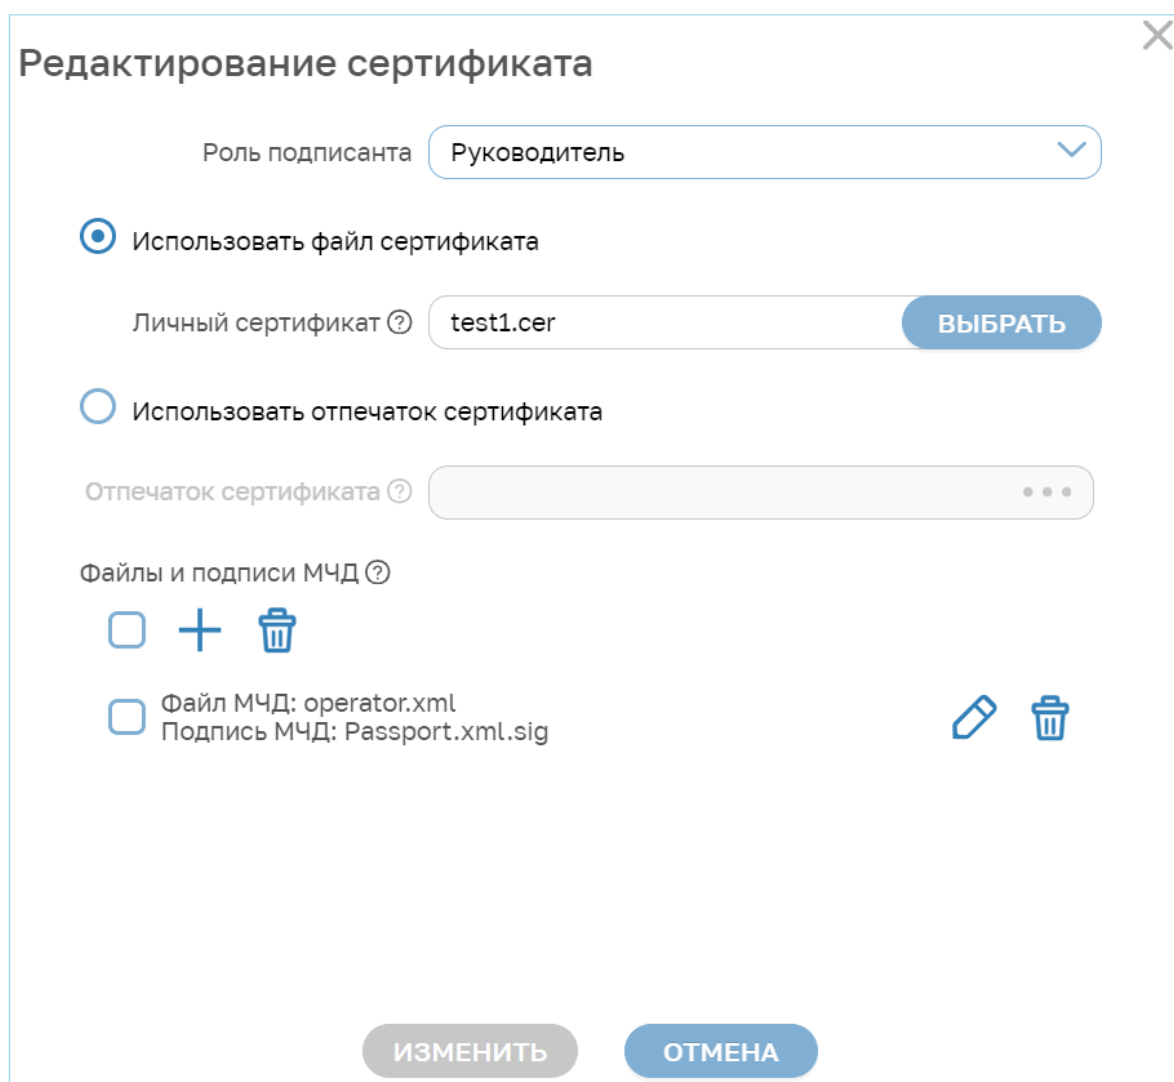 Редактирование сертификата
Роль подписанта Руководитель
Использовать файл сертификата
Личный сертификат ? test1.cer ВЫБРАТЬ
Использовать отпечаток сертификата
Отпечаток сертификата ? •••
Файлы и подписи МЧД ?
Файл МЧД: operator.xml
Подпись МЧД: Passport.xml.sig
ИЗМЕНИТЬ ОТМЕНА